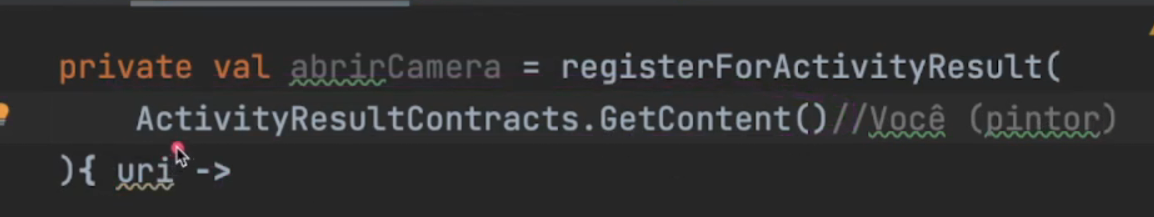 private val abrirCamera = registerForActivityResult(
ActivityResultContracts.GetContent()//Você (pintor)
){ uri ->